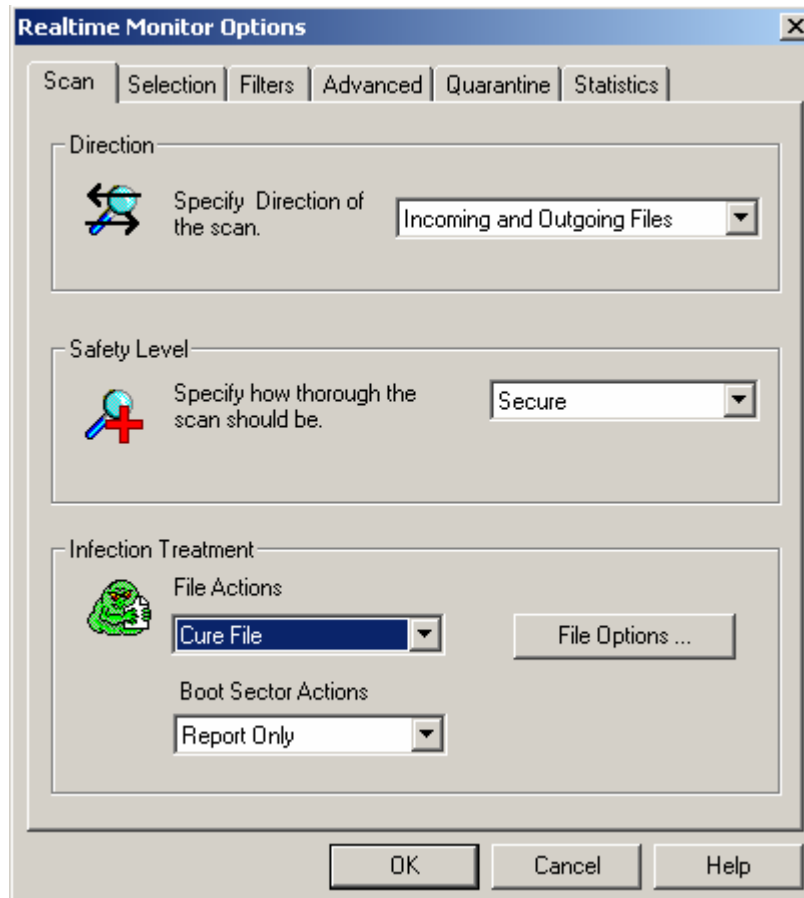 Realtime Monitor Options
Scan
Selection
Filters
Advanced
Quarantine
Statistics
Direction
Specify Direction of
the scan.
Incoming and Outgoing Files
Safety Level
Specify how thorough the
scan should be.
Secure
Infection Treatment
File Actions
Cure File
File Options ...
Boot Sector Actions
Report Only
OK
Cancel
Help